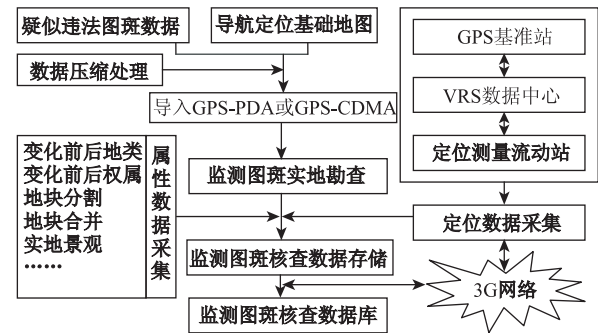 疑似违法图斑数据
导航定位基础地图
数据压缩处理
导入GPS-PDA或GPS-CDMA
监测图斑实地勘查
变化前后地类
变化前后权属
地块分割
地块合并
实地景观
……
属性数据采集
监测图斑核查数据存储
监测图斑核查数据库
GPS基准站
VRS数据中心
定位测量流动站
定位数据采集
3G网络